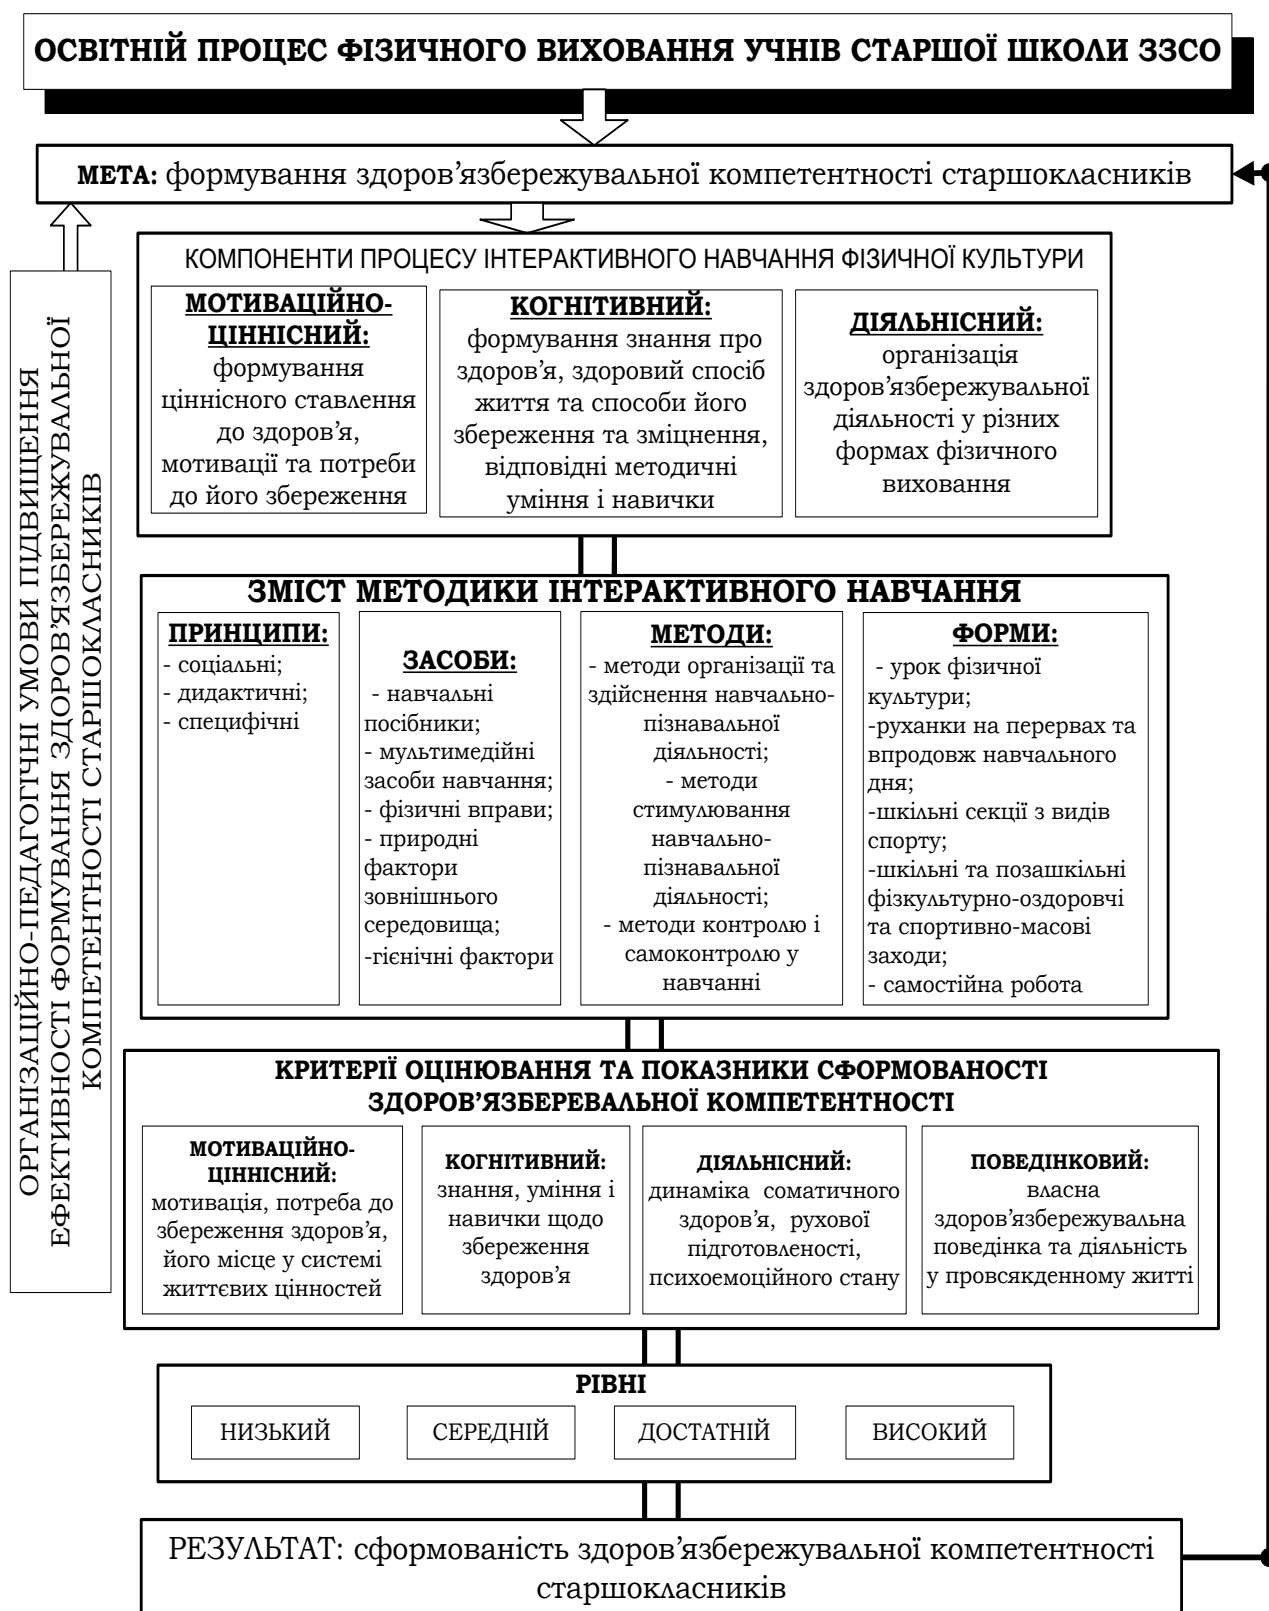 ОСВІТНІЙ ПРОЦЕС ФІЗИЧНОГО ВИХОВАННЯ УЧНІВ СТАРШОЇ ШКОЛИ ЗЗСО
МЕТА: формування здоров’язбережувальної компетентності старшокласників
ОРГАНІЗАЦІЙНО-ПЕДАГОГІЧНІ УМОВИ ПІДВИЩЕННЯ
ЕФЕКТИВНОСТІ ФОРМУВАННЯ ЗДОРОВ’ЯЗБЕРЕЖУВАЛЬНОЇ
КОМПЕТЕНТНОСТІ СТАРШОКЛАСНИКІВ
КОМПОНЕНТИ ПРОЦЕСУ ІНТЕРАКТИВНОГО НАВЧАННЯ ФІЗИЧНОЇ КУЛЬТУРИ
МОТИВАЦІЙНО-
ЦІННІСНИЙ:
формування
ціннісного ставлення
до здоров’я,
мотивації та потреби
до його збереження
КОГНІТИВНИЙ:
формування знання про
здоров’я, здоровий спосіб
життя та способи його
збереження та зміцнення,
відповідні методичні
уміння і навички
ДІЯЛЬНІСНИЙ:
організація
здоров’язбережувальної
діяльності у різних
формах фізичного
виховання
ЗМІСТ МЕТОДИКИ ІНТЕРАКТИВНОГО НАВЧАННЯ
ПРИНЦИПИ:
- соціальні;
- дидактичні;
- специфічні
ЗАСОБИ:
- навчальні
посібники;
- мультимедійні
засоби навчання;
- фізичні вправи;
- природні
фактори
зовнішнього
середовища;
-гієнічні фактори
МЕТОДИ:
- методи організації та
здійснення навчально-
пізнавальної
діяльності;
- методи
стимулювання
навчально-
пізнавальної
діяльності;
- методи контролю і
самоконтролю у
навчанні
ФОРМИ:
- урок фізичної
культури;
-руханки на перервах та
впродовж навчального
дня;
-шкільні секції з видів
спорту;
-шкільні та позашкільні
фізкультурно-оздоровчі
та спортивно-масові
заходи;
- самостійна робота
КРИТЕРІЇ ОЦІНЮВАННЯ ТА ПОКАЗНИКИ СФОРМОВАНОСТІ
ЗДОРОВ’ЯЗБЕРЕВАЛЬНОЇ КОМПЕТЕНТНОСТІ
МОТИВАЦІЙНО-
ЦІННІСНИЙ:
мотивація, потреба до
збереження здоров’я,
його місце у системі
життєвих цінностей
КОГНІТИВНИЙ:
знання, уміння і
навички щодо
збереження
здоров’я
ДІЯЛЬНІСНИЙ:
динаміка соматичного
здоров’я, рухової
підготовленості,
психоемоційного стану
ПОВЕДІНКОВИЙ:
власна
здоров’язбережувальна
поведінка та діяльність
у провсякденному житті
РІВНІ
НИЗЬКИЙ
СЕРЕДНІЙ
ДОСТАТНІЙ
ВИСОКИЙ
РЕЗУЛЬТАТ: сформованість здоров’язбережувальної компетентності
старшокласників